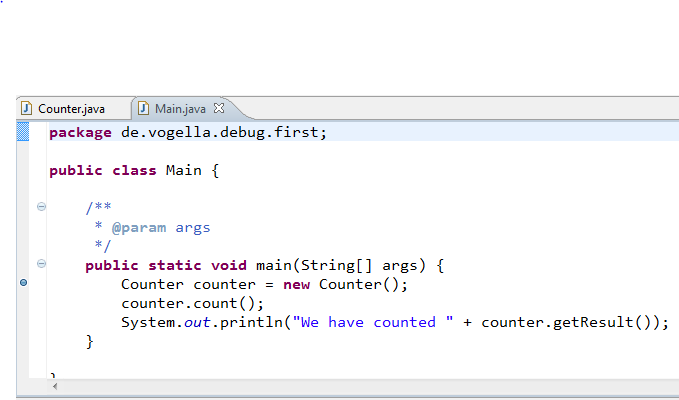 Counter.java
Main.java
package de.vogella.debug.first;
public class Main {
/**
* @param args
*/
public static void main(String[] args) {
Counter counter = new Counter();
counter.count();
System.out.println("We have counted " + counter.getResult());
}
}